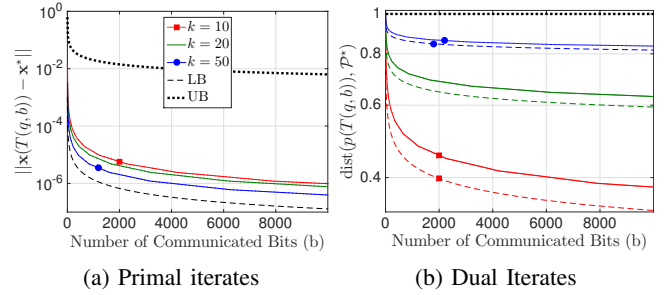 10^0
10^-2
10^-4
10^-6
||x(T(q, b)) − x*||
k = 10
k = 20
k = 50
LB
UB
0 2000 4000 6000 8000
Number of Communicated Bits (b)
(a) Primal iterates
1
0.8
0.6
0.4
dist(p(T(q, b)), P*)
0 2000 4000 6000 8000
Number of Communicated Bits (b)
(b) Dual Iterates